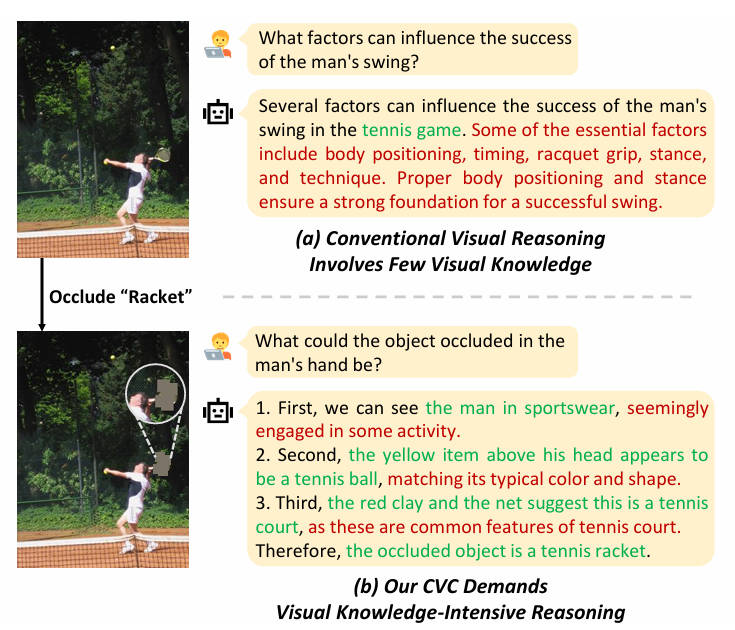 What factors can influence the success
of the man's swing?
Several factors can influence the success of the man's
swing in the tennis game. Some of the essential factors
include body positioning, timing, racquet grip, stance,
and technique. Proper body positioning and stance
ensure a strong foundation for a successful swing.
(a) Conventional Visual Reasoning
Involves Few Visual Knowledge
Occlude “Racket”
What could the object occluded in the
man's hand be?
1. First, we can see the man in sportswear, seemingly
engaged in some activity.
2. Second, the yellow item above his head appears to
be a tennis ball, matching its typical color and shape.
3. Third, the red clay and the net suggest this is a tennis
court, as these are common features of tennis court.
Therefore, the occluded object is a tennis racket.
(b) Our CVC Demands
Visual Knowledge-Intensive Reasoning